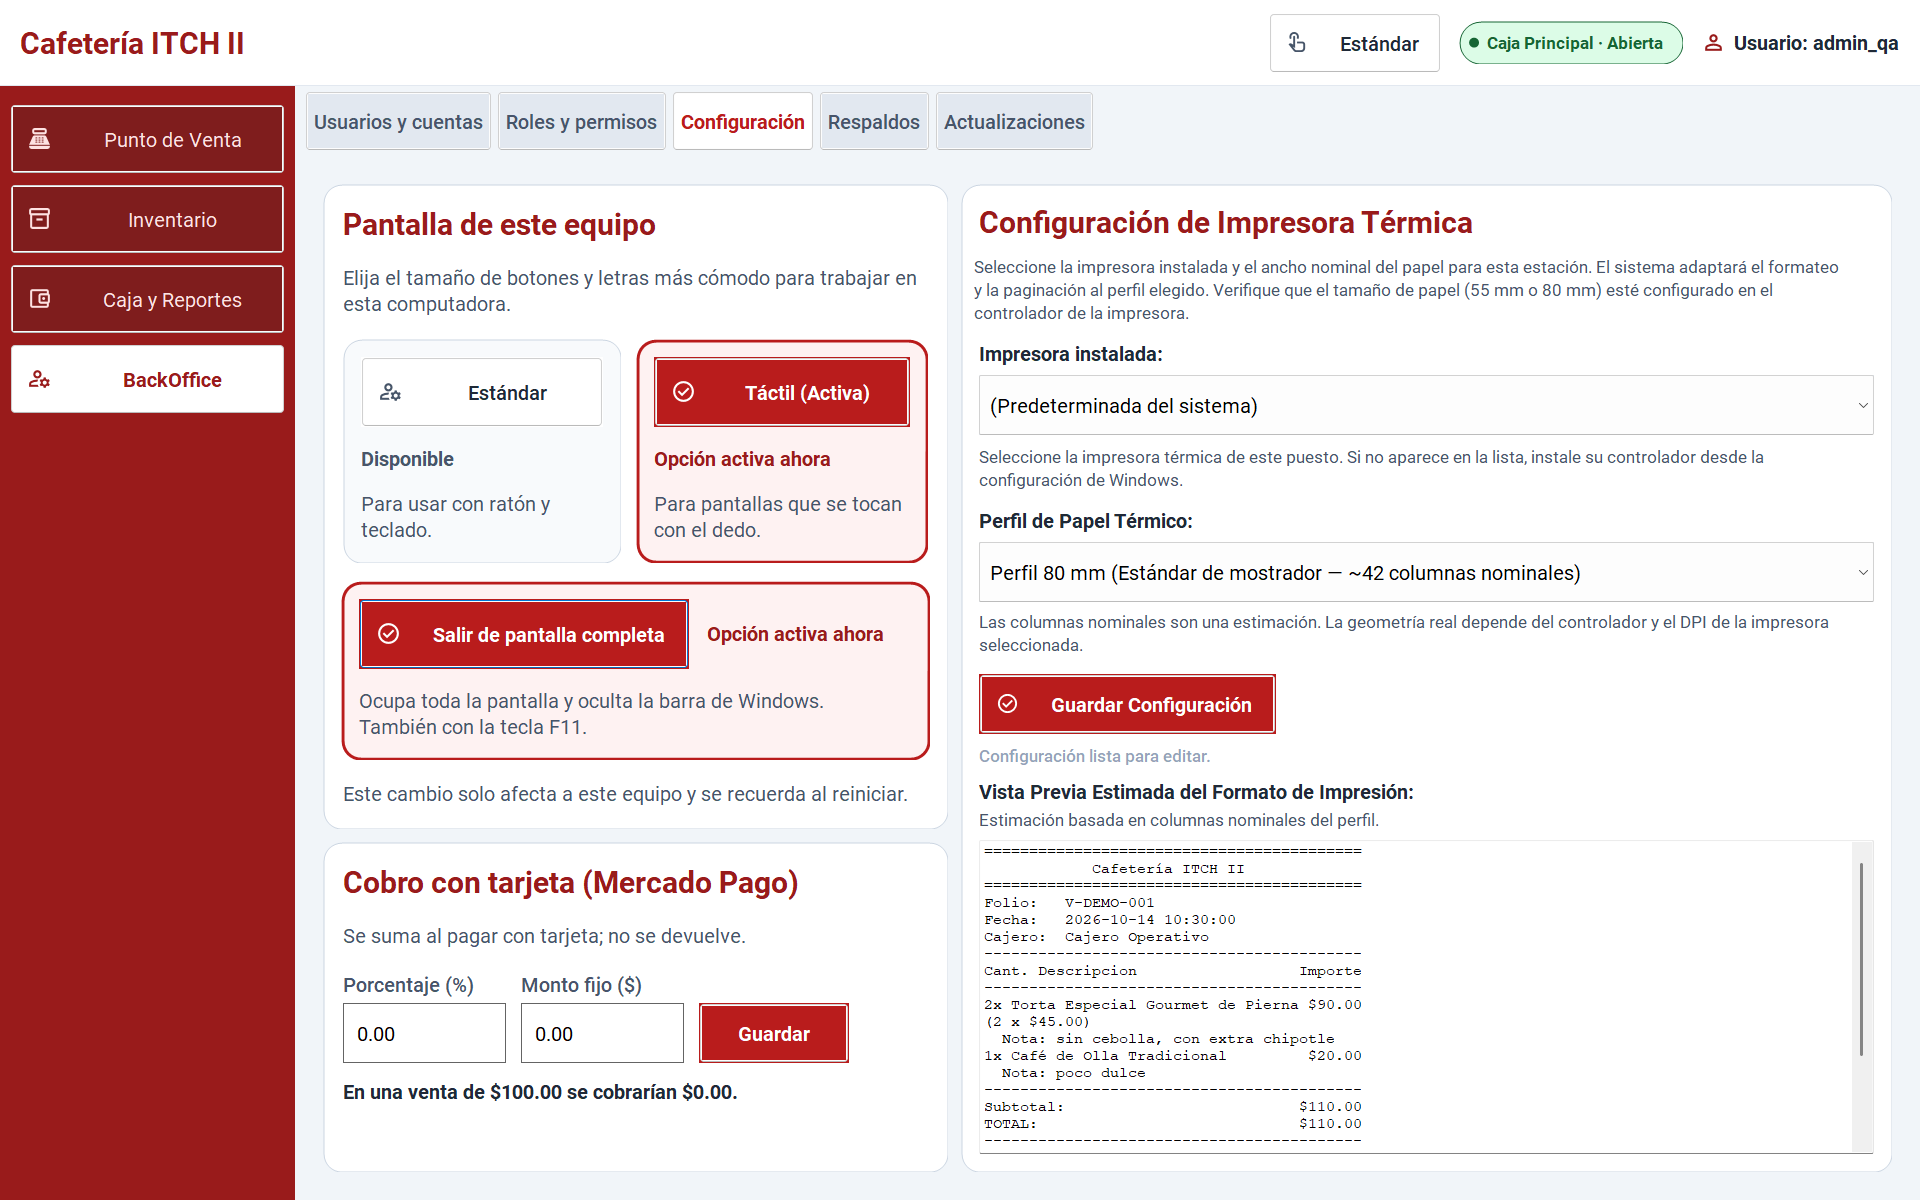 Cafetería ITCH II
Estándar
Caja Principal · Abierta
Usuario: admin_qa
Punto de Venta
Inventario
Caja y Reportes
BackOffice
Usuarios y cuentas
Roles y permisos
Configuración
Respaldos
Actualizaciones
Pantalla de este equipo
Elija el tamaño de botones y letras más cómodo para trabajar en
esta computadora.
Estándar
Disponible
Para usar con ratón y
teclado.
Táctil (Activa)
Opción activa ahora
Para pantallas que se tocan
con el dedo.
Salir de pantalla completa
Opción activa ahora
Ocupa toda la pantalla y oculta la barra de Windows.
También con la tecla F11.
Este cambio solo afecta a este equipo y se recuerda al reiniciar.
Cobro con tarjeta (Mercado Pago)
Se suma al pagar con tarjeta; no se devuelve.
Porcentaje (%)
Monto fijo ($)
0.00
0.00
Guardar
En una venta de $100.00 se cobrarían $0.00.
Configuración de Impresora Térmica
Seleccione la impresora instalada y el ancho nominal del papel para esta estación. El sistema adaptará el formateo
y la paginación al perfil elegido. Verifique que el tamaño de papel (55 mm o 80 mm) esté configurado en el
controlador de la impresora.
Impresora instalada:
(Predeterminada del sistema)
Seleccione la impresora térmica de este puesto. Si no aparece en la lista, instale su controlador desde la
configuración de Windows.
Perfil de Papel Térmico:
Perfil 80 mm (Estándar de mostrador — ~42 columnas nominales)
Las columnas nominales son una estimación. La geometría real depende del controlador y el DPI de la impresora
seleccionada.
Guardar Configuración
Configuración lista para editar.
Vista Previa Estimada del Formato de Impresión:
Estimación basada en columnas nominales del perfil.
==========================================
Cafetería ITCH II
==========================================
Folio:   V-DEMO-001
Fecha:   2026-10-14 10:30:00
Cajero:  Cajero Operativo
------------------------------------------
Cant. Descripcion                  Importe
------------------------------------------
2x Torta Especial Gourmet de Pierna $90.00
(2 x $45.00)
  Nota: sin cebolla, con extra chipotle
1x Café de Olla Tradicional         $20.00
  Nota: poco dulce
------------------------------------------
Subtotal:                          $110.00
TOTAL:                             $110.00
------------------------------------------